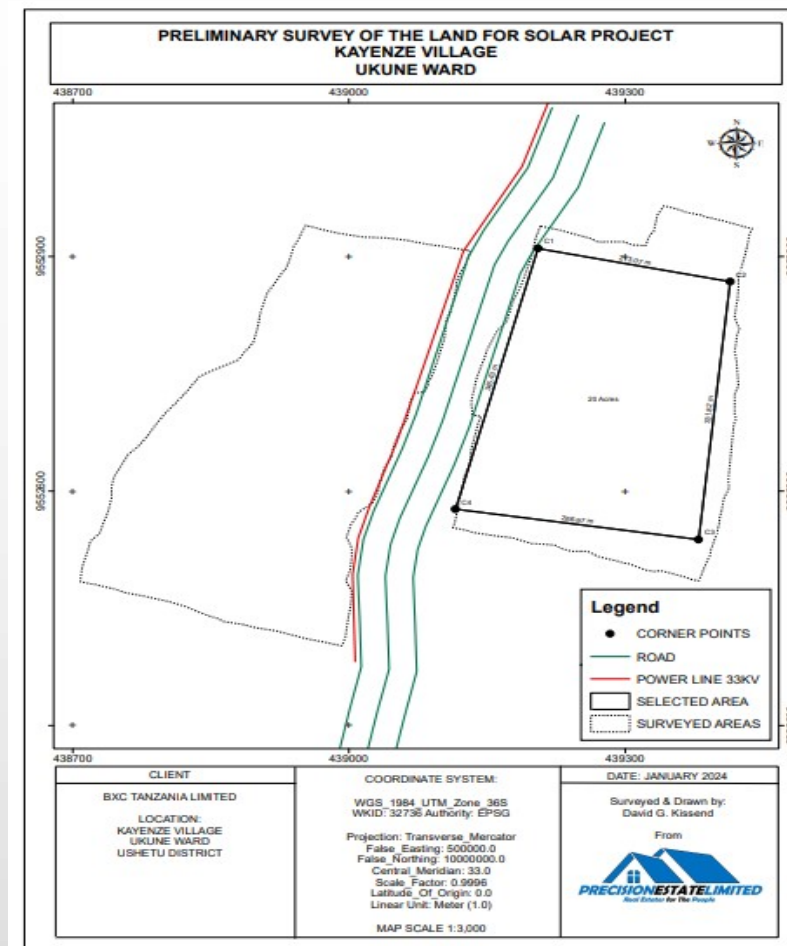 PRELIMINARY SURVEY OF THE LAND FOR SOLAR PROJECT
KAYENZE VILLAGE
UKUNE WARD
438700
439000
439300
N
W
E
S
9552900
C1
C2
20 Acres
9552600
C4
C3
Legend
CORNER POINTS
ROAD
POWER LINE 33KV
SELECTED AREA
SURVEYED AREAS
438700
439000
439300
CLIENT
BXC TANZANIA LIMITED
LOCATION:
KAYENZE VILLAGE
UKUNE WARD
USHETU DISTRICT
COORDINATE SYSTEM:
WGS_1984_UTM_Zone_36S
WKID: 32736 Authority: EPSG
Projection: Transverse_Mercator
False_Easting: 500000.0
False_Northing: 10000000.0
Central_Meridian: 33.0
Scale_Factor: 0.9996
Latitude_Of_Origin: 0.0
Linear Unit: Meter (1.0)
MAP SCALE 1:3,000
DATE: JANUARY 2024
Surveyed & Drawn by:
David G. Kissend
From
PRECISIONESTATELIMITED
Real Estates for The People